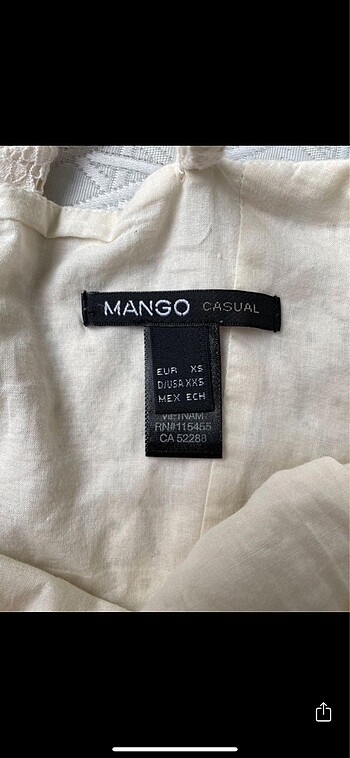 MANGO CASUAL
EUR XS
D/USA XXS
MEX ECH
VIETNAM
RN#115455
CA 52288